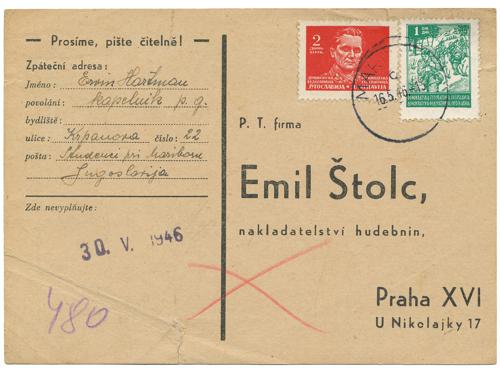 — Prosíme, pište čitelně! —
Zpáteční adresa:
Jméno: Ervin Hartman
povolání: kapelnik p. g.
bydliště:
ulice: Krpanova číslo: 22
pošta: Studenci pri Mariboru
Jugoslavija
Zde nevyplňujte:
30. V. 1946
480
2
JUGOSLAVIJA
1
16.5.46
P. T. firma
Emil Štolc,
nakladatelství hudebnin,
Praha XVI
U Nikolajky 17